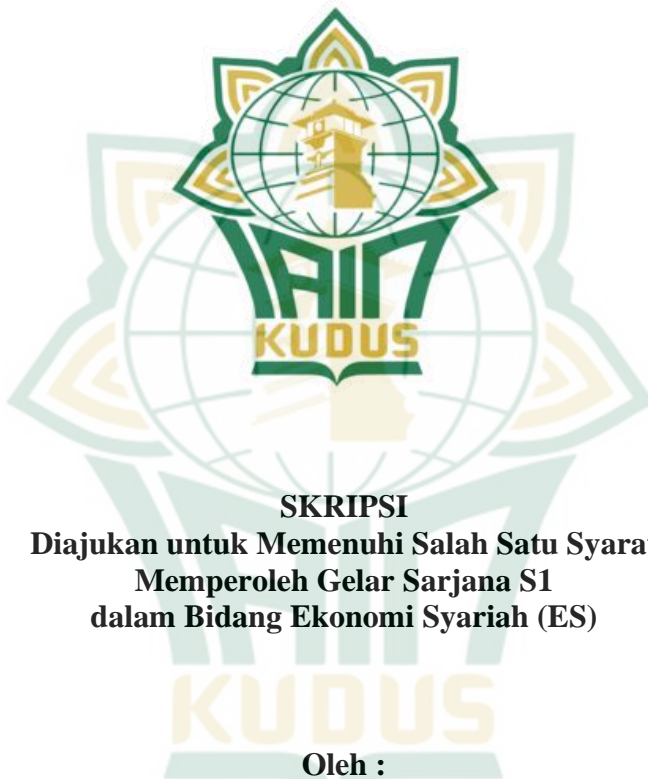 IAIN
KUDUS
SKRIPSI
Diajukan untuk Memenuhi Salah Satu Syarat
Memperoleh Gelar Sarjana S1
dalam Bidang Ekonomi Syariah (ES)
IAIN
KUDUS
Oleh :